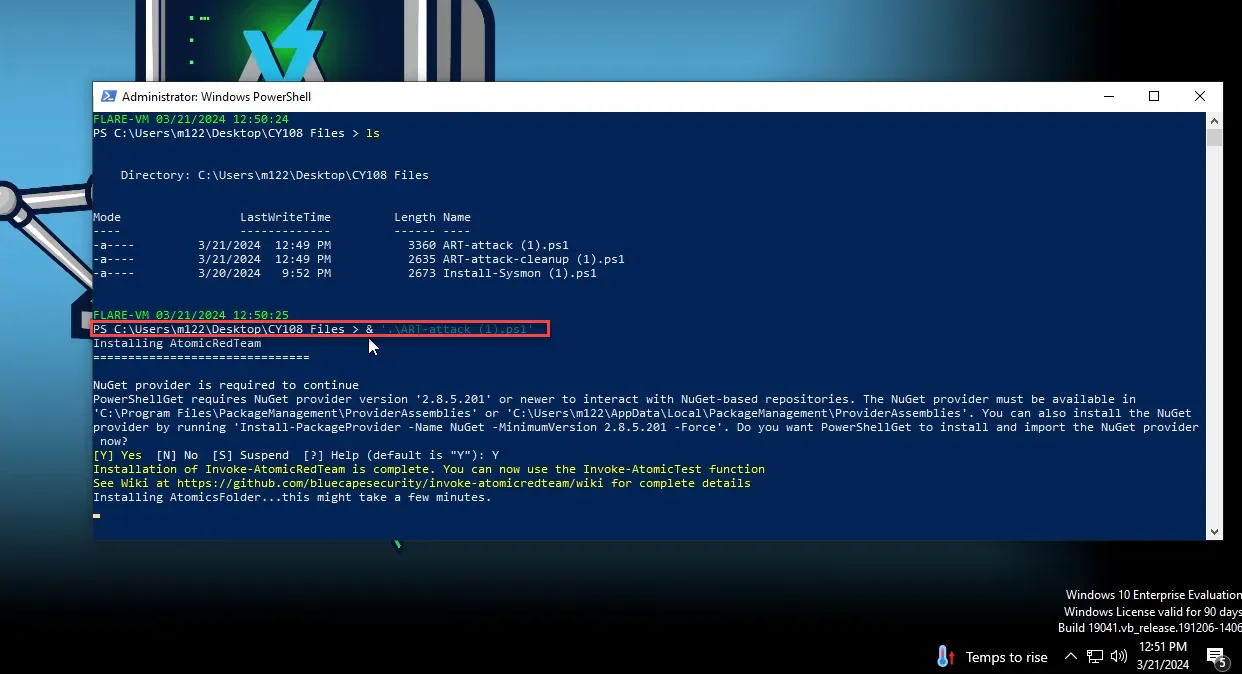 Administrator: Windows PowerShell
FLARE-VM 03/21/2024 12:50:24
PS C:\Users\m122\Desktop\CY108 Files > ls
Directory: C:\Users\m122\Desktop\CY108 Files
Mode                 LastWriteTime         Length Name
----                 -------------         ------ ----
-a----         3/21/2024  12:49 PM           3360 ART-attack (1).ps1
-a----         3/21/2024  12:49 PM           2635 ART-attack-cleanup (1).ps1
-a----         3/20/2024   9:52 PM           2673 Install-Sysmon (1).ps1
FLARE-VM 03/21/2024 12:50:25
PS C:\Users\m122\Desktop\CY108 Files > & '.\ART-attack (1).ps1'
Installing AtomicRedTeam
===============================
NuGet provider is required to continue
PowerShellGet requires NuGet provider version '2.8.5.201' or newer to interact with NuGet-based repositories. The NuGet provider must be available in
'C:\Program Files\PackageManagement\ProviderAssemblies' or 'C:\Users\m122\AppData\Local\PackageManagement\ProviderAssemblies'. You can also install the NuGet
provider by running 'Install-PackageProvider -Name NuGet -MinimumVersion 2.8.5.201 -Force'. Do you want PowerShellGet to install and import the NuGet provider
now?
[Y] Yes  [N] No  [S] Suspend  [?] Help (default is "Y"): Y
Installation of Invoke-AtomicRedTeam is complete. You can now use the Invoke-AtomicTest function
See Wiki at https://github.com/bluecapesecurity/invoke-atomicredteam/wiki for complete details
Installing AtomicsFolder...this might take a few minutes.
Windows 10 Enterprise Evaluation
Windows License valid for 90 days
Build 19041.vb_release.191206-1406
Temps to rise
12:51 PM
3/21/2024
5